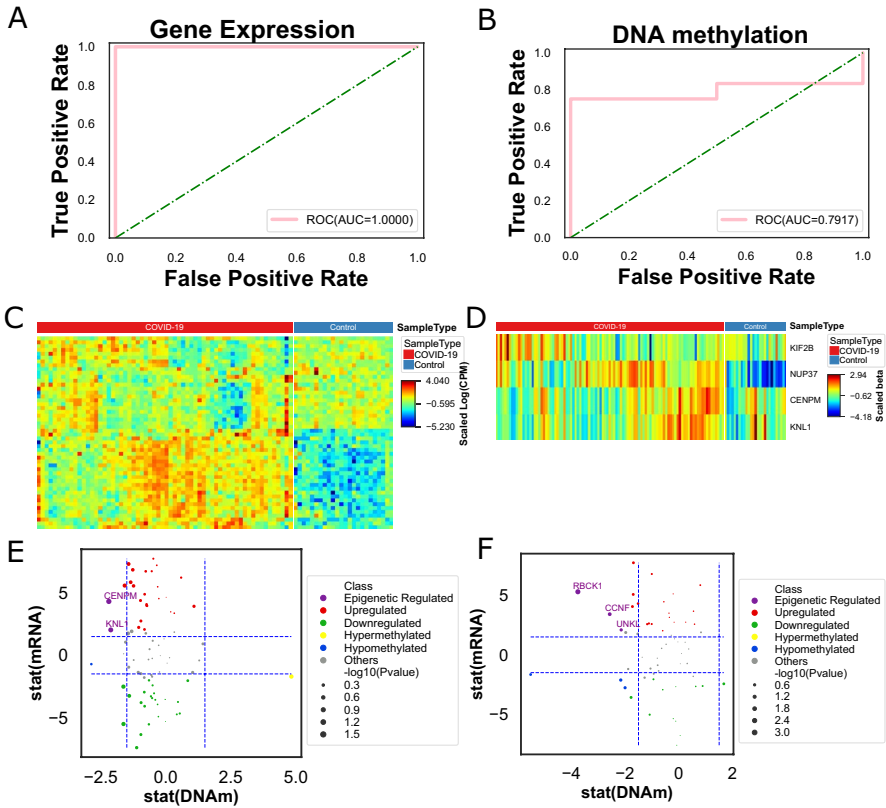 A
Gene Expression
1.0
0.8
0.6
0.4
0.2
0.0
True Positive Rate
ROC(AUC=1.0000)
0.0 0.2 0.4 0.6 0.8 1.0
False Positive Rate
B
DNA methylation
1.0
0.8
0.6
0.4
0.2
0.0
True Positive Rate
ROC(AUC=0.7917)
0.0 0.2 0.4 0.6 0.8 1.0
False Positive Rate
C
COVID-19 Control SampleType
SampleType
COVID-19
Control
4.040
-0.595
-5.230
Scaled Log(CPM)
D
COVID-19 Control SampleType
KIF2B
NUP37
CENPM
KNL1
SampleType
COVID-19
Control
2.94
-0.62
-4.18
Scaled beta
E
5
0
−5
stat(mRNA)
CENPM
KNL1
−2.5 0.0 2.5 5.0
stat(DNAm)
Class
Epigenetic Regulated
Upregulated
Downregulated
Hypermethylated
Hypomethylated
Others
-log10(Pvalue)
0.3
0.6
0.9
1.2
1.5
F
5
0
−5
stat(mRNA)
RBCK1
CCNF
UNKL
−4 −2 0 2
stat(DNAm)
Class
Epigenetic Regulated
Upregulated
Downregulated
Hypermethylated
Hypomethylated
Others
-log10(Pvalue)
0.6
1.2
1.8
2.4
3.0